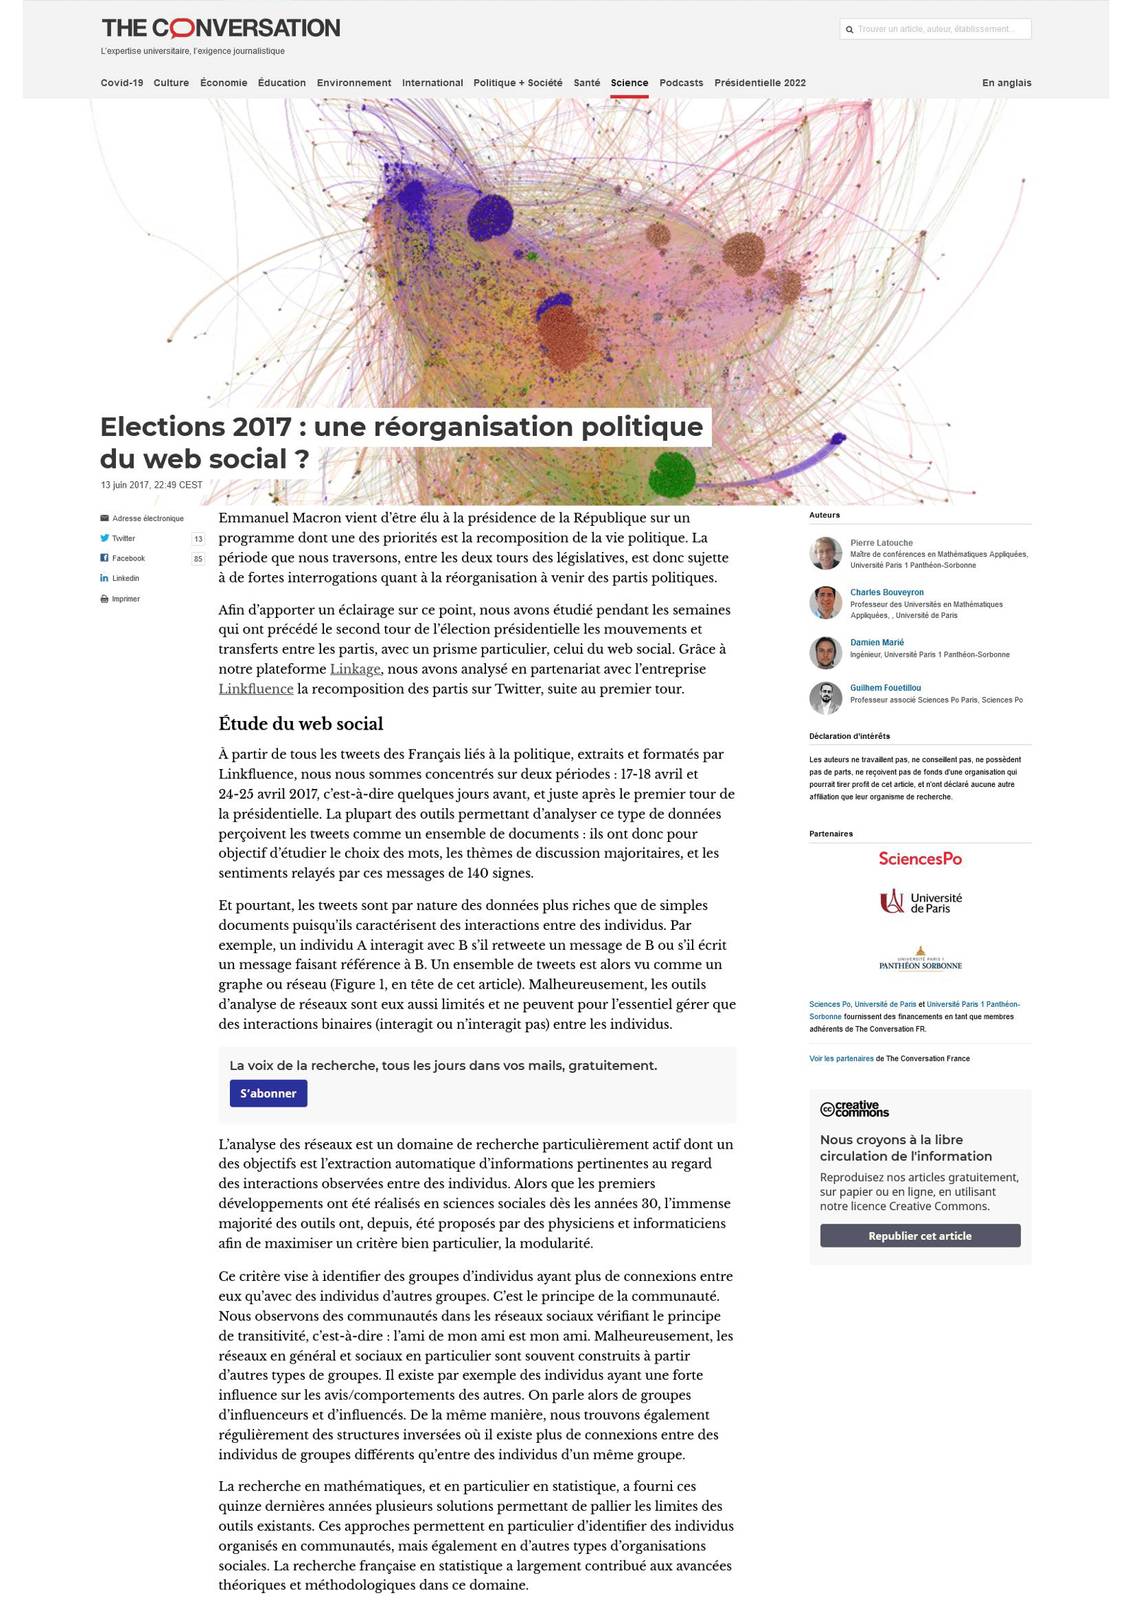 THE CONVERSATION
L'expertise universitaire, l'exigence journalistique
Trouver un article, auteur, établissement...
Covid-19 Culture Économie Éducation Environnement International Politique + Société Santé Science Podcasts Présidentielle 2022 En anglais
Elections 2017 : une réorganisation politique
du web social ?
13 juin 2017, 22:49 CEST
Adresse électronique
Twitter 13
Facebook 85
Linkedin
Imprimer
Emmanuel Macron vient d’être élu à la présidence de la République sur un
programme dont une des priorités est la recomposition de la vie politique. La
période que nous traversons, entre les deux tours des législatives, est donc sujette
à de fortes interrogations quant à la réorganisation à venir des partis politiques.
Afin d’apporter un éclairage sur ce point, nous avons étudié pendant les semaines
qui ont précédé le second tour de l’élection présidentielle les mouvements et
transferts entre les partis, avec un prisme particulier, celui du web social. Grâce à
notre plateforme Linkage, nous avons analysé en partenariat avec l’entreprise
Linkfluence la recomposition des partis sur Twitter, suite au premier tour.
Étude du web social
À partir de tous les tweets des Français liés à la politique, extraits et formatés par
Linkfluence, nous nous sommes concentrés sur deux périodes : 17-18 avril et
24-25 avril 2017, c’est-à-dire quelques jours avant, et juste après le premier tour de
la présidentielle. La plupart des outils permettant d’analyser ce type de données
perçoivent les tweets comme un ensemble de documents : ils ont donc pour
objectif d’étudier le choix des mots, les thèmes de discussion majoritaires, et les
sentiments relayés par ces messages de 140 signes.
Et pourtant, les tweets sont par nature des données plus riches que de simples
documents puisqu’ils caractérisent des interactions entre des individus. Par
exemple, un individu A interagit avec B s’il retweete un message de B ou s’il écrit
un message faisant référence à B. Un ensemble de tweets est alors vu comme un
graphe ou réseau (Figure 1, en tête de cet article). Malheureusement, les outils
d’analyse de réseaux sont eux aussi limités et ne peuvent pour l’essentiel gérer que
des interactions binaires (interagit ou n’interagit pas) entre les individus.
La voix de la recherche, tous les jours dans vos mails, gratuitement.
S’abonner
L’analyse des réseaux est un domaine de recherche particulièrement actif dont un
des objectifs est l’extraction automatique d’informations pertinentes au regard
des interactions observées entre des individus. Alors que les premiers
développements ont été réalisés en sciences sociales dès les années 30, l’immense
majorité des outils ont, depuis, été proposés par des physiciens et informaticiens
afin de maximiser un critère bien particulier, la modularité.
Ce critère vise à identifier des groupes d’individus ayant plus de connexions entre
eux qu’avec des individus d’autres groupes. C’est le principe de la communauté.
Nous observons des communautés dans les réseaux sociaux vérifiant le principe
de transitivité, c’est-à-dire : l’ami de mon ami est mon ami. Malheureusement, les
réseaux en général et sociaux en particulier sont souvent construits à partir
d’autres types de groupes. Il existe par exemple des individus ayant une forte
influence sur les avis/comportements des autres. On parle alors de groupes
d’influenceurs et d’influencés. De la même manière, nous trouvons également
régulièrement des structures inversées où il existe plus de connexions entre des
individus de groupes différents qu’entre des individus d’un même groupe.
La recherche en mathématiques, et en particulier en statistique, a fourni ces
quinze dernières années plusieurs solutions permettant de pallier les limites des
outils existants. Ces approches permettent en particulier d’identifier des individus
organisés en communautés, mais également en d’autres types d’organisations
sociales. La recherche française en statistique a largement contribué aux avancées
théoriques et méthodologiques dans ce domaine.
Auteurs
Pierre Latouche
Maître de conférences en Mathématiques Appliquées,
Université Paris 1 Panthéon-Sorbonne
Charles Bouveyron
Professeur des Universités en Mathématiques
Appliquées, , Université de Paris
Damien Marié
Ingénieur, Université Paris 1 Panthéon-Sorbonne
Guilhem Fouetillou
Professeur associé Sciences Po Paris, Sciences Po
Déclaration d’intérêts
Les auteurs ne travaillent pas, ne conseillent pas, ne possèdent
pas de parts, ne reçoivent pas de fonds d'une organisation qui
pourrait tirer profit de cet article, et n'ont déclaré aucune autre
affiliation que leur organisme de recherche.
Partenaires
SciencesPo
Université
de Paris
UNIVERSITÉ PARIS 1
PANTHÉON SORBONNE
Sciences Po, Université de Paris et Université Paris 1 Panthéon-
Sorbonne fournissent des financements en tant que membres
adhérents de The Conversation FR.
Voir les partenaires de The Conversation France
cc creative
commons
Nous croyons à la libre
circulation de l'information
Reproduisez nos articles gratuitement,
sur papier ou en ligne, en utilisant
notre licence Creative Commons.
Republier cet article